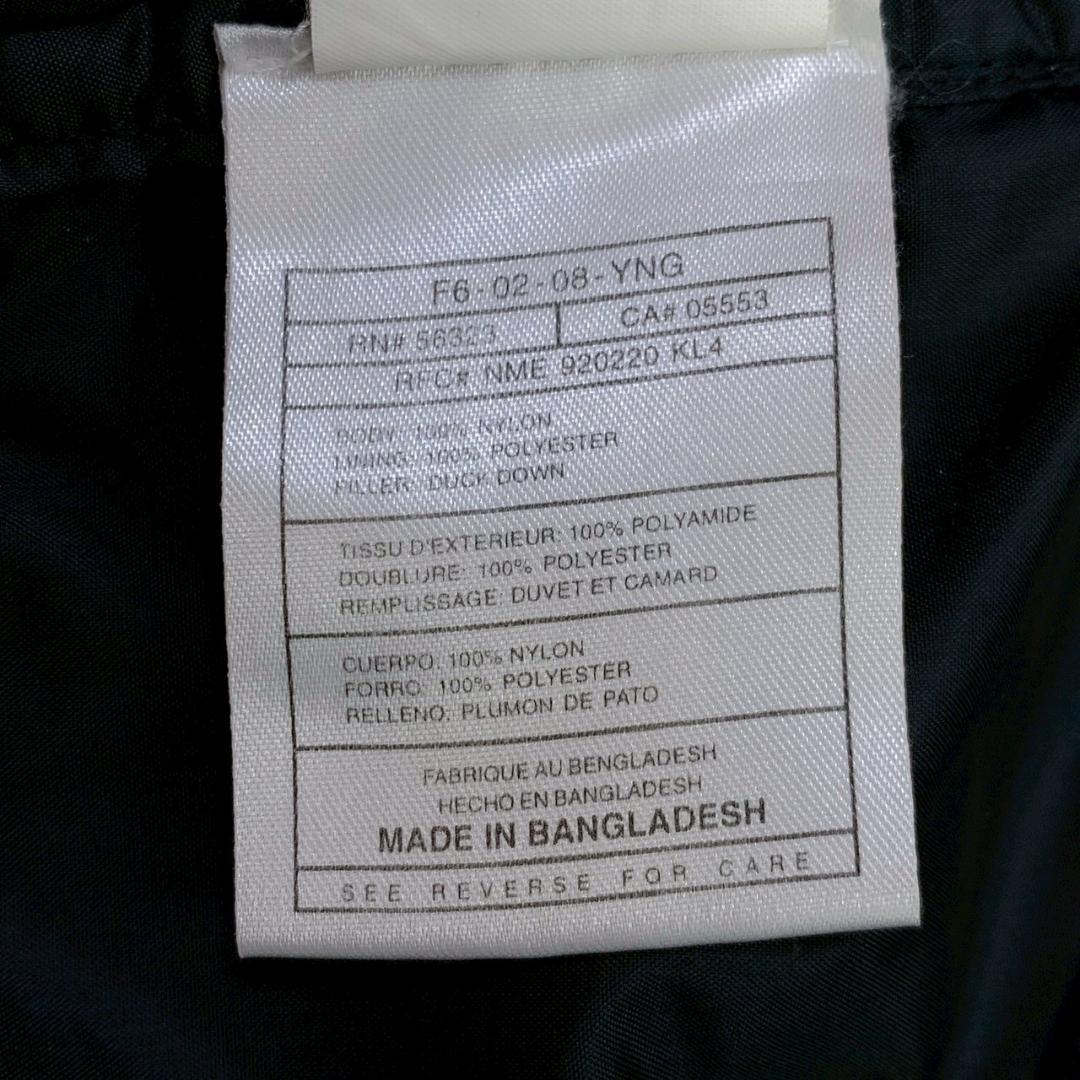 F6-02-08-YNG
RN# 56323 CA# 05553
RFC# NME 920220 KL4
BODY: 100% NYLON
LINING: 100% POLYESTER
FILLER: DUCK DOWN
TISSU D'EXTERIEUR: 100% POLYAMIDE
DOUBLURE: 100% POLYESTER
REMPLISSAGE: DUVET ET CAMARD
CUERPO: 100% NYLON
FORRO: 100% POLYESTER
RELLENO: PLUMON DE PATO
FABRIQUE AU BENGLADESH
HECHO EN BANGLADESH
MADE IN BANGLADESH
SEE REVERSE FOR CARE